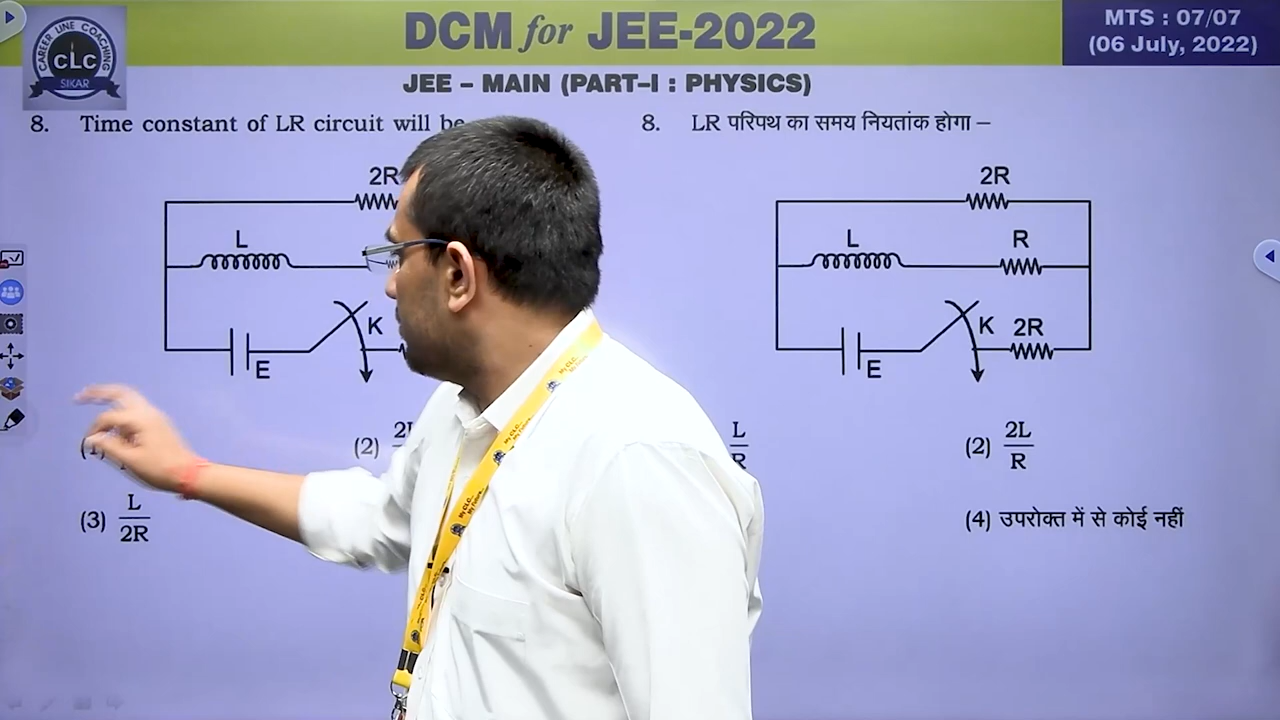 DCM for JEE-2022
MTS : 07/07
(06 July, 2022)
CAREER LINE COACHING
CLC
SIKAR
JEE – MAIN (PART–I : PHYSICS)
8. Time constant of LR circuit will be
2R
L
K
E
(2)
(3) L/2R
8. LR परिपथ का समय नियतांक होगा –
2R
L
R
K
2R
E
L/R
(2) 2L/R
(4) उपरोक्त में से कोई नहीं